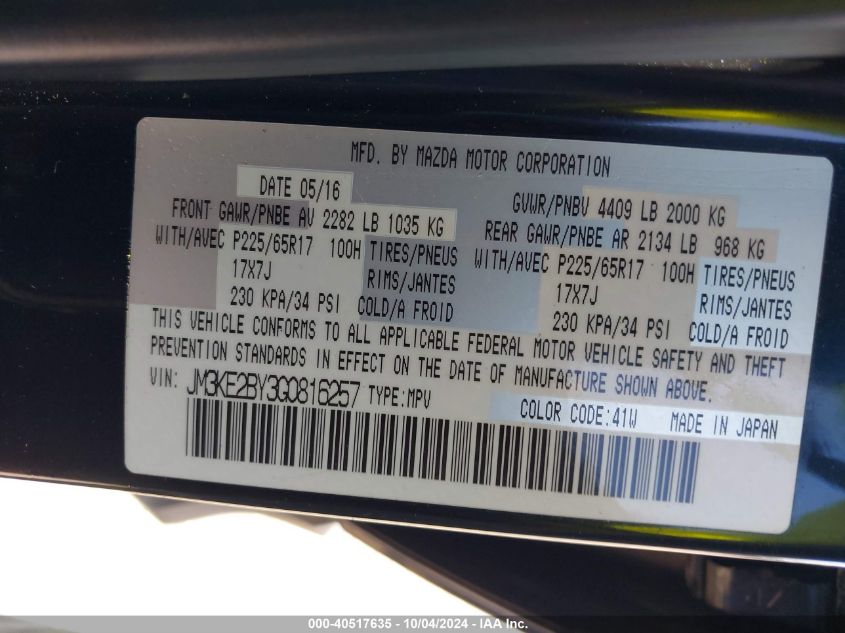 MFD. BY MAZDA MOTOR CORPORATION
DATE 05/16
GVWR/PNBV 4409 LB 2000 KG
FRONT GAWR/PNBE AV 2282 LB 1035 KG
REAR GAWR/PNBE AR 2134 LB 968 KG
WITH/AVEC P225/65R17 100H TIRES/PNEUS
WITH/AVEC P225/65R17 100H TIRES/PNEUS
17X7J RIMS/JANTES
17X7J RIMS/JANTES
230 KPA/34 PSI COLD/A FROID
230 KPA/34 PSI COLD/A FROID
THIS VEHICLE CONFORMS TO ALL APPLICABLE FEDERAL MOTOR VEHICLE SAFETY AND THEFT
PREVENTION STANDARDS IN EFFECT ON THE DATE OF MANUFACTURE SHOWN ABOVE.
VIN: JM3KE2BY3G0816257 TYPE:MPV
COLOR CODE:41W MADE IN JAPAN
000-40517635 - 10/04/2024 - IAA Inc.